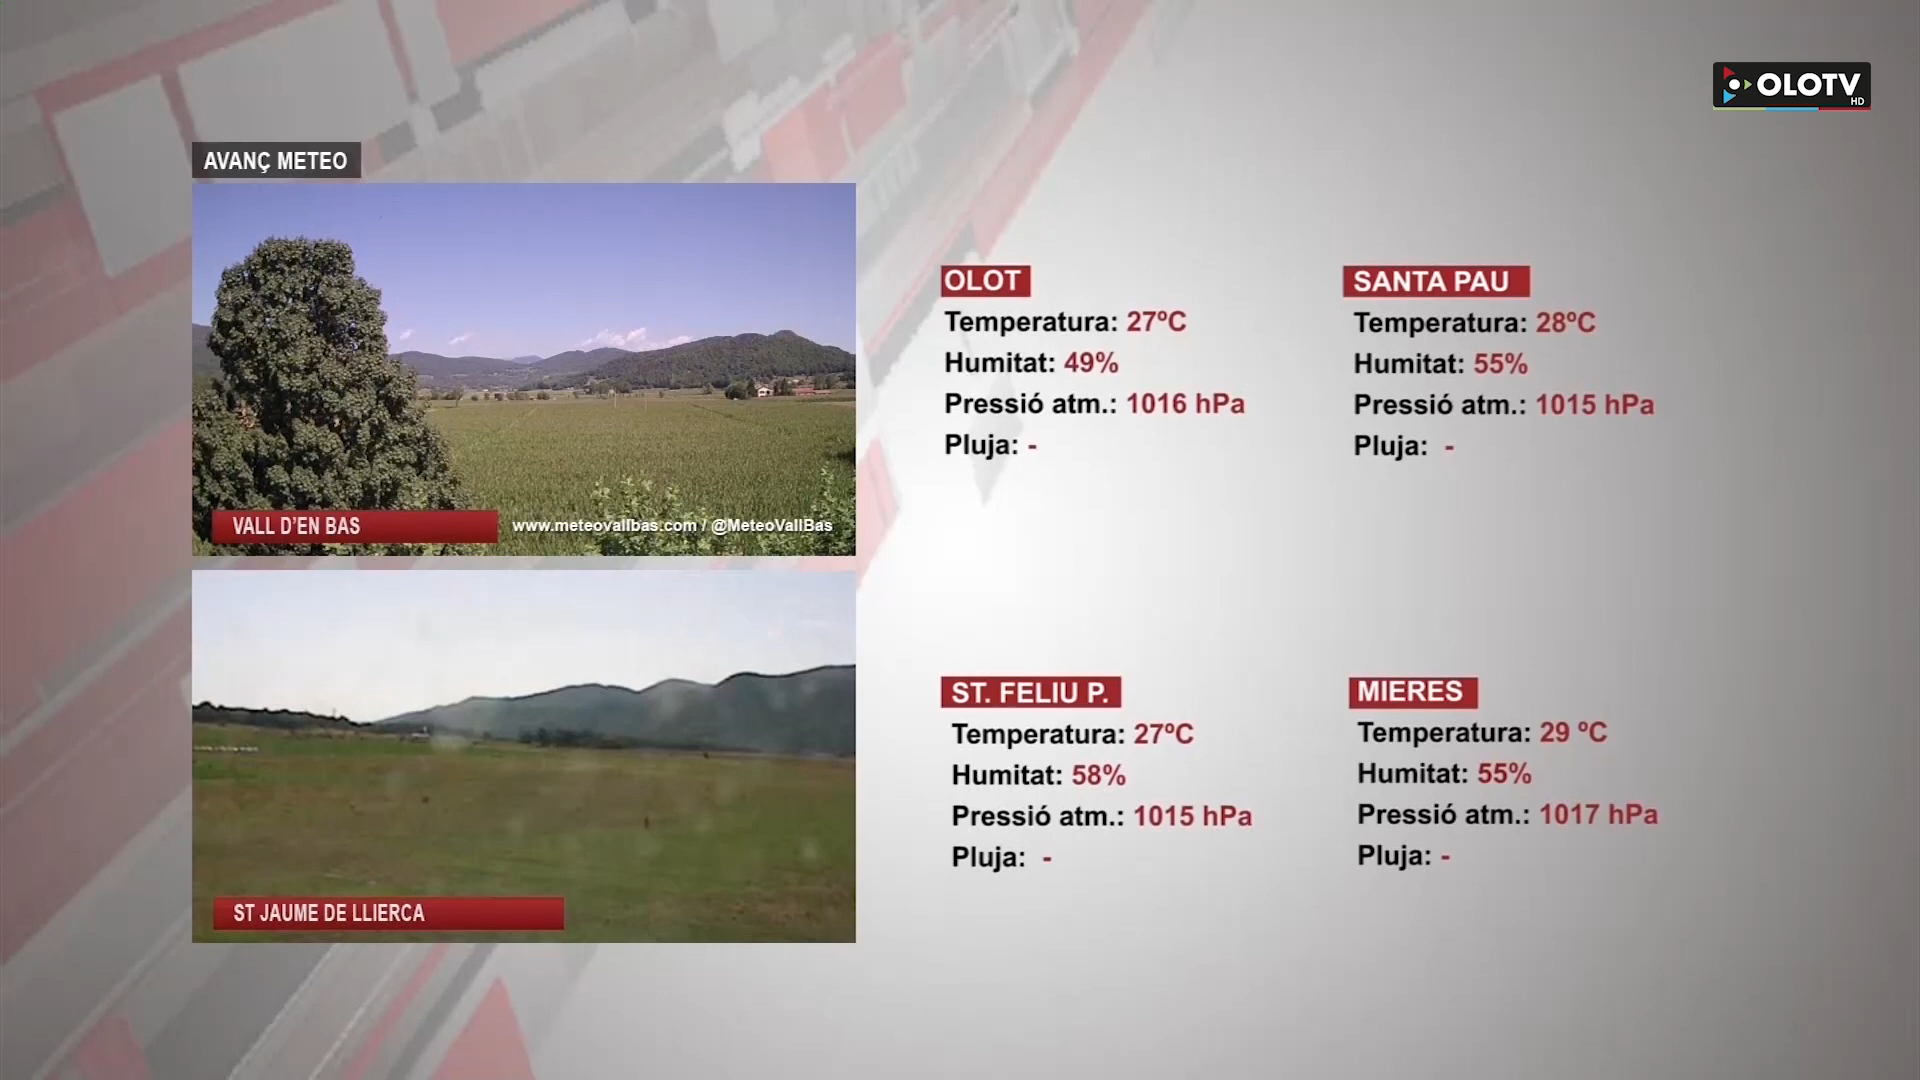 OLOTV
HD
AVANÇ METEO
VALL D'EN BAS
www.meteovallbas.com / @MeteoVallBas
ST JAUME DE LLIERCA
OLOT
Temperatura: 27ºC
Humitat: 49%
Pressió atm.: 1016 hPa
Pluja: -
SANTA PAU
Temperatura: 28ºC
Humitat: 55%
Pressió atm.: 1015 hPa
Pluja: -
ST. FELIU P.
Temperatura: 27ºC
Humitat: 58%
Pressió atm.: 1015 hPa
Pluja: -
MIERES
Temperatura: 29 ºC
Humitat: 55%
Pressió atm.: 1017 hPa
Pluja: -